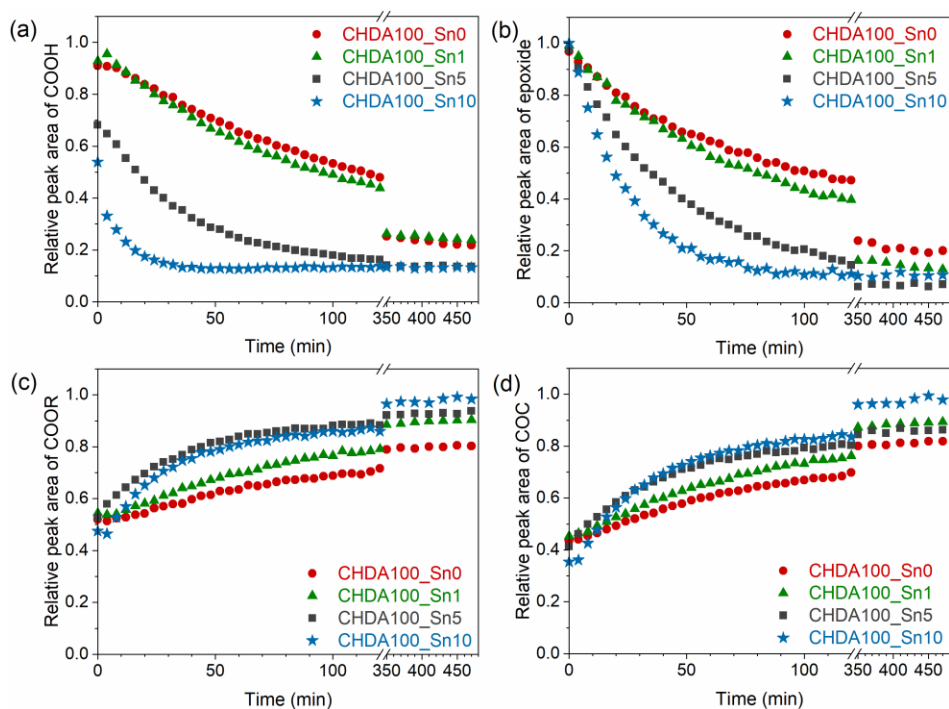 (a)
CHDA100_Sn0
CHDA100_Sn1
CHDA100_Sn5
CHDA100_Sn10
Relative peak area of COOH
1.0
0.8
0.6
0.4
0.2
0.0
0 50 100 350 400 450
Time (min)
(b)
CHDA100_Sn0
CHDA100_Sn1
CHDA100_Sn5
CHDA100_Sn10
Relative peak area of epoxide
1.0
0.8
0.6
0.4
0.2
0.0
0 50 100 350 400 450
Time (min)
(c)
Relative peak area of COOR
1.0
0.8
0.6
0.4
0.2
0.0
CHDA100_Sn0
CHDA100_Sn1
CHDA100_Sn5
CHDA100_Sn10
0 50 100 350 400 450
Time (min)
(d)
Relative peak area of COC
1.0
0.8
0.6
0.4
0.2
0.0
CHDA100_Sn0
CHDA100_Sn1
CHDA100_Sn5
CHDA100_Sn10
0 50 100 350 400 450
Time (min)